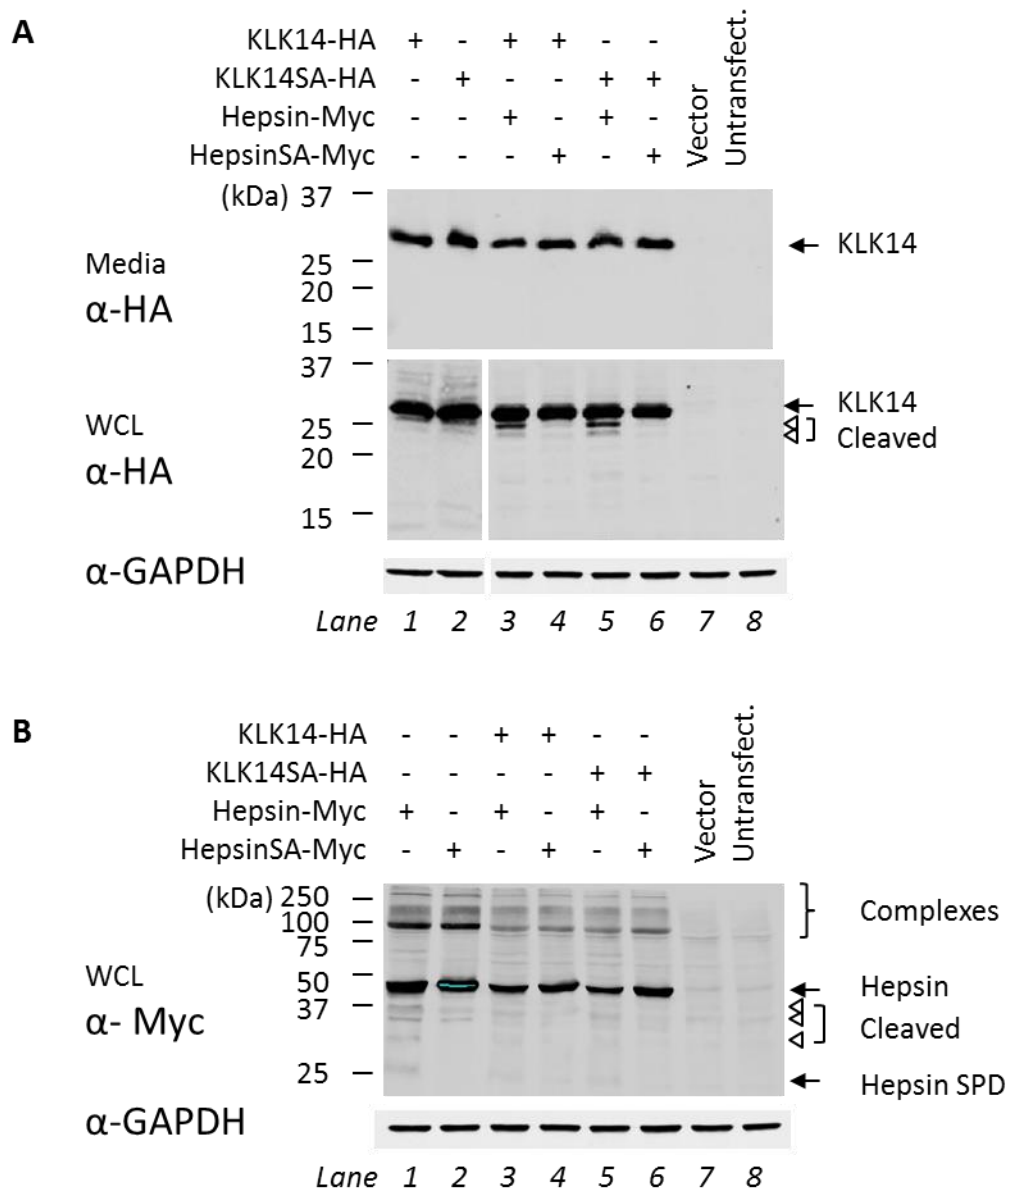 A
KLK14-HA + - + + - -
KLK14SA-HA - + - - + +
Hepsin-Myc - - + - + -
HepsinSA-Myc - - - + - +
Vector
Untransfect.
(kDa) 37
25
20
15
Media
α-HA
KLK14
37
25
20
15
WCL
α-HA
KLK14
Cleaved
α-GAPDH
Lane 1 2 3 4 5 6 7 8
B
KLK14-HA - - + + - -
KLK14SA-HA - - - - + +
Hepsin-Myc + - + - + -
HepsinSA-Myc - + - + - +
Vector
Untransfect.
(kDa) 250
100
75
50
37
25
WCL
α- Myc
Complexes
Hepsin
Cleaved
Hepsin SPD
α-GAPDH
Lane 1 2 3 4 5 6 7 8